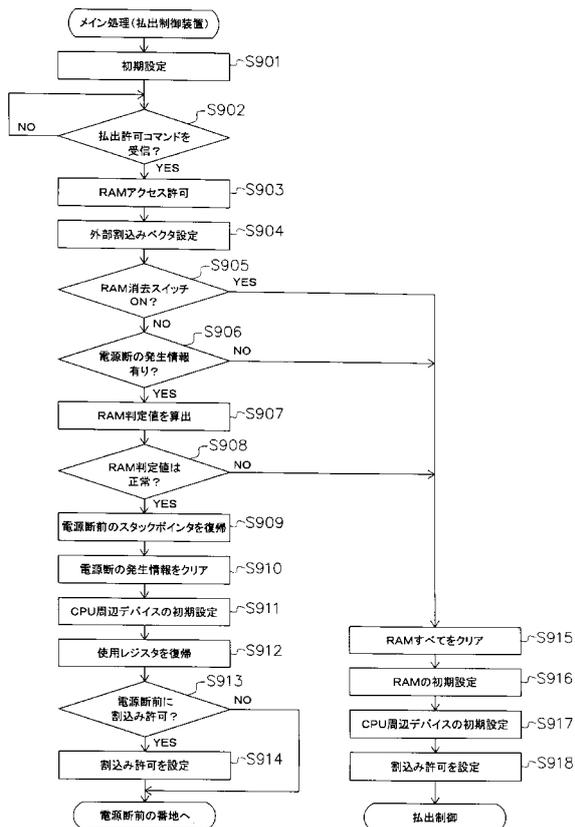 メイン処理(払出制御装置)
初期設定
S901
S902
払出許可コマンドを
受信?
NO
YES
RAMアクセス許可
S903
外部割込みベクタ設定
S904
S905
RAM消去スイッチ
ON?
YES
NO
S906
電源断の発生情報
有り?
NO
YES
RAM判定値を算出
S907
S908
RAM判定値は
正常?
NO
YES
電源断前のスタックポインタを復帰
S909
電源断の発生情報をクリア
S910
CPU周辺デバイスの初期設定
S911
使用レジスタを復帰
S912
S913
電源断前に
割込み許可?
NO
YES
割込み許可を設定
S914
電源断前の番地へ
RAMすべてをクリア
S915
RAMの初期設定
S916
CPU周辺デバイスの初期設定
S917
割込み許可を設定
S918
払出制御